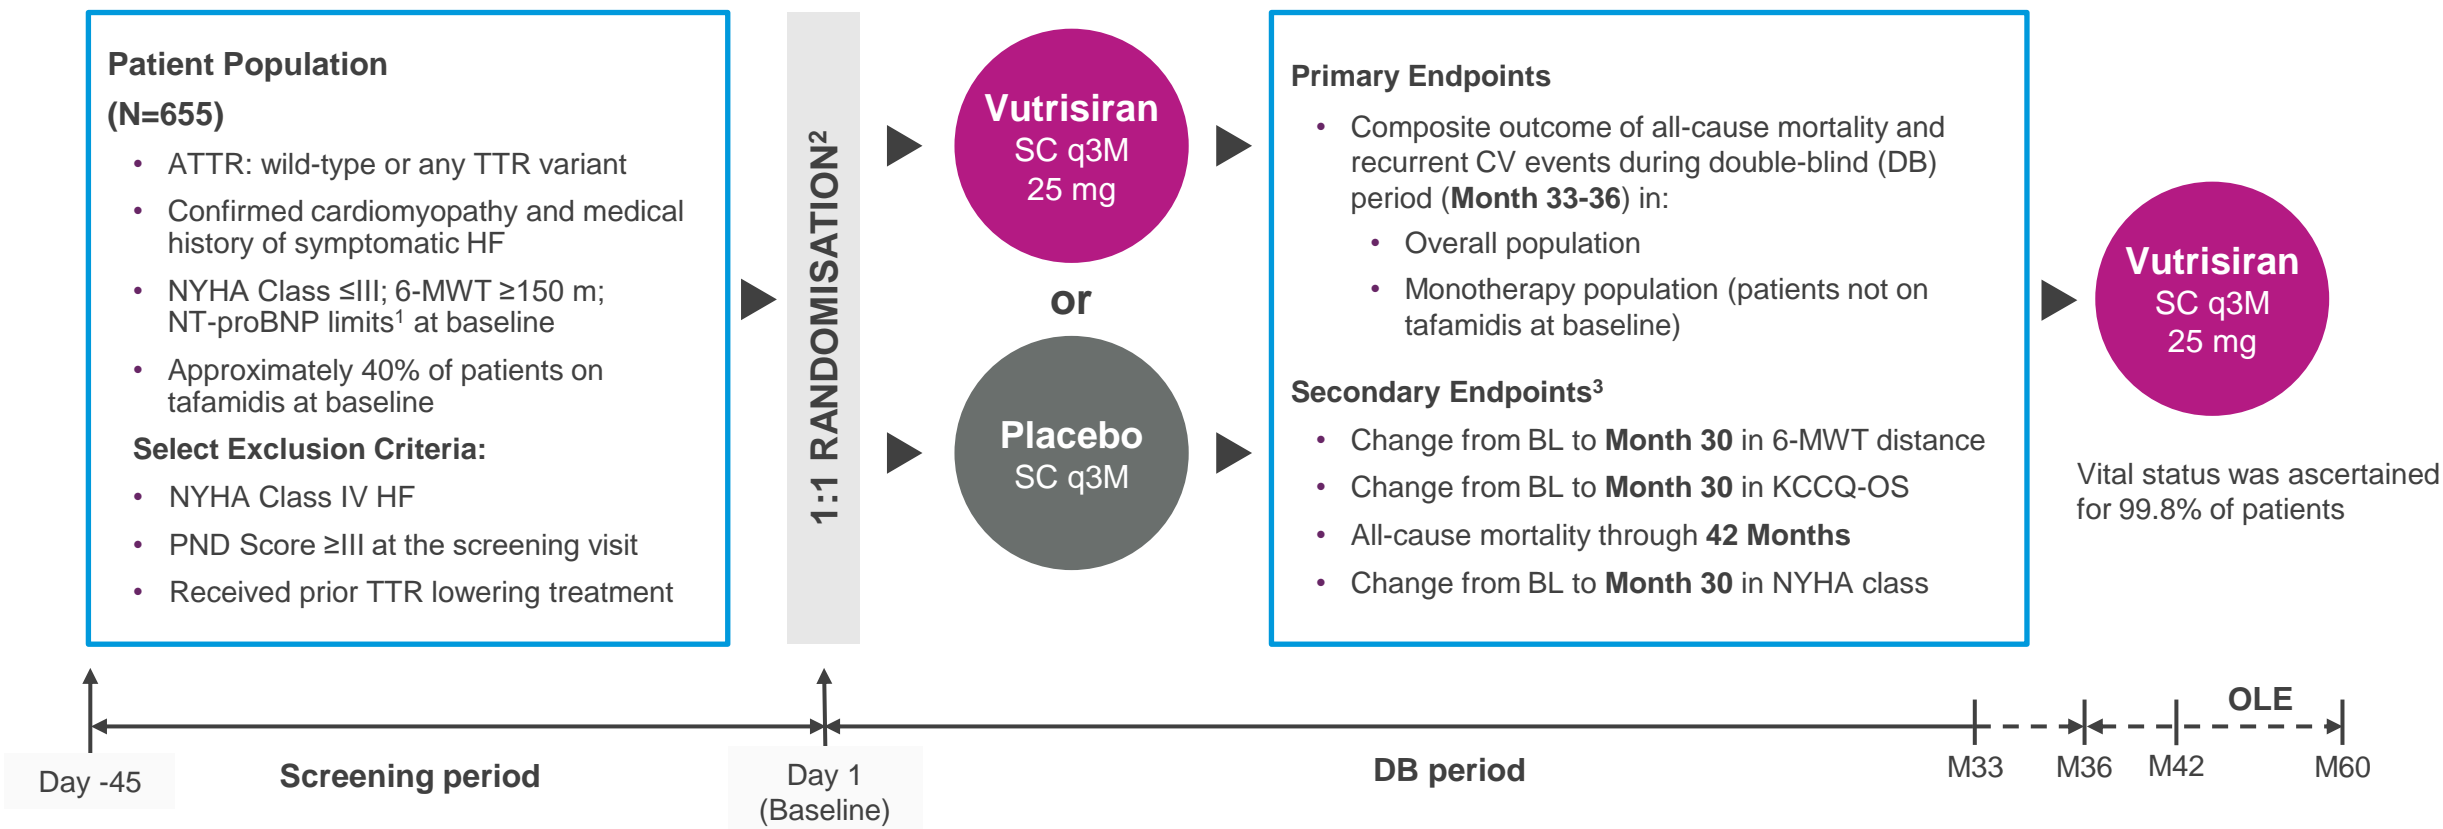 Patient Population
(N=655)
• ATTR: wild-type or any TTR variant
• Confirmed cardiomyopathy and medical
history of symptomatic HF
• NYHA Class ≤III; 6-MWT ≥150 m;
NT-proBNP limits¹ at baseline
• Approximately 40% of patients on
tafamidis at baseline
Select Exclusion Criteria:
• NYHA Class IV HF
• PND Score ≥III at the screening visit
• Received prior TTR lowering treatment
1:1 RANDOMISATION²
Vutrisiran
SC q3M
25 mg
or
Placebo
SC q3M
Primary Endpoints
• Composite outcome of all-cause mortality and
recurrent CV events during double-blind (DB)
period (Month 33-36) in:
• Overall population
• Monotherapy population (patients not on
tafamidis at baseline)
Secondary Endpoints³
• Change from BL to Month 30 in 6-MWT distance
• Change from BL to Month 30 in KCCQ-OS
• All-cause mortality through 42 Months
• Change from BL to Month 30 in NYHA class
Vutrisiran
SC q3M
25 mg
Vital status was ascertained
for 99.8% of patients
OLE
Day -45
Screening period
Day 1
(Baseline)
DB period
M33
M36
M42
M60